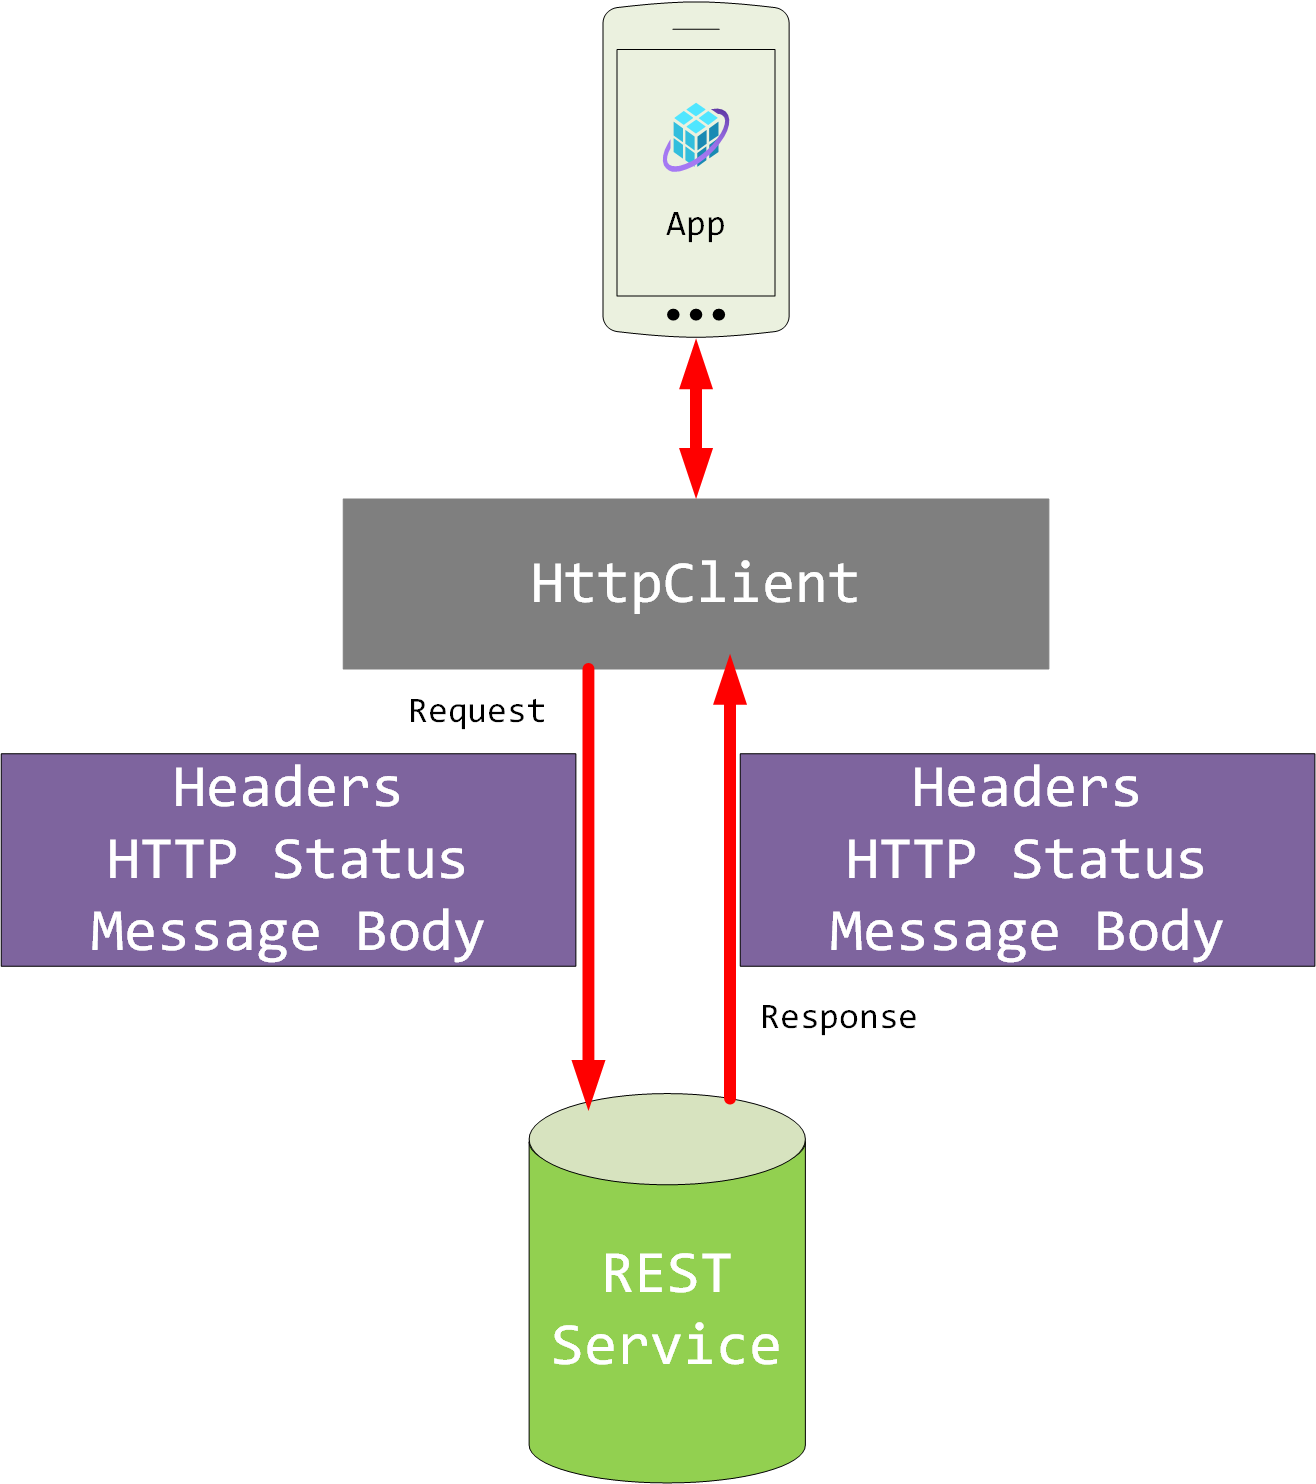 App
HttpClient
Request
Headers
HTTP Status
Message Body
Headers
HTTP Status
Message Body
Response
REST
Service